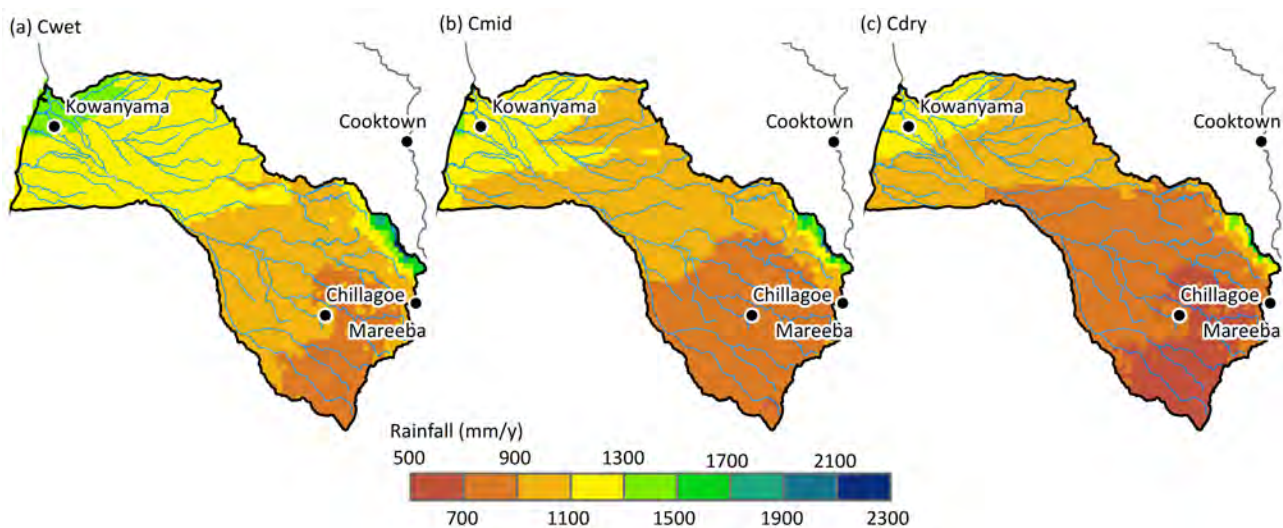 (a) Cwet
Kowanyama
Cooktown
Chillagoe
Mareeba
(b) Cmid
Kowanyama
Cooktown
Chillagoe
Mareeba
(c) Cdry
Kowanyama
Cooktown
Chillagoe
Mareeba
Rainfall (mm/y)
500 900 1300 1700 2100
700 1100 1500 1900 2300